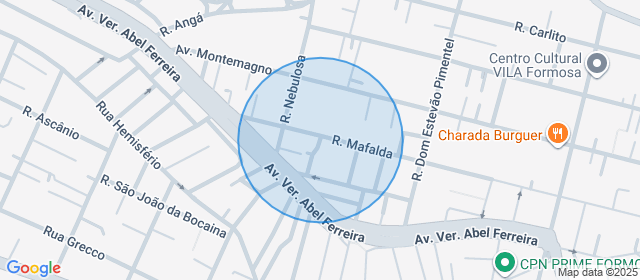 R. Angá
Av. Ver. Abel Ferreira
Av. Montemagno
R. Nebulosa
R. Carlito
Centro Cultural
VILA Formosa
R. Dom Estevão Pimentel
Charada Burguer
R. Mafalda
R. Ascânio
Rua Hemisfério
R. São João da Bocaina
Av. Ver. Abel Ferreira
Av. Ver. Abel Ferreira
Rua Grecco
CPN PRIME FORMO
Google
Map data ©2025